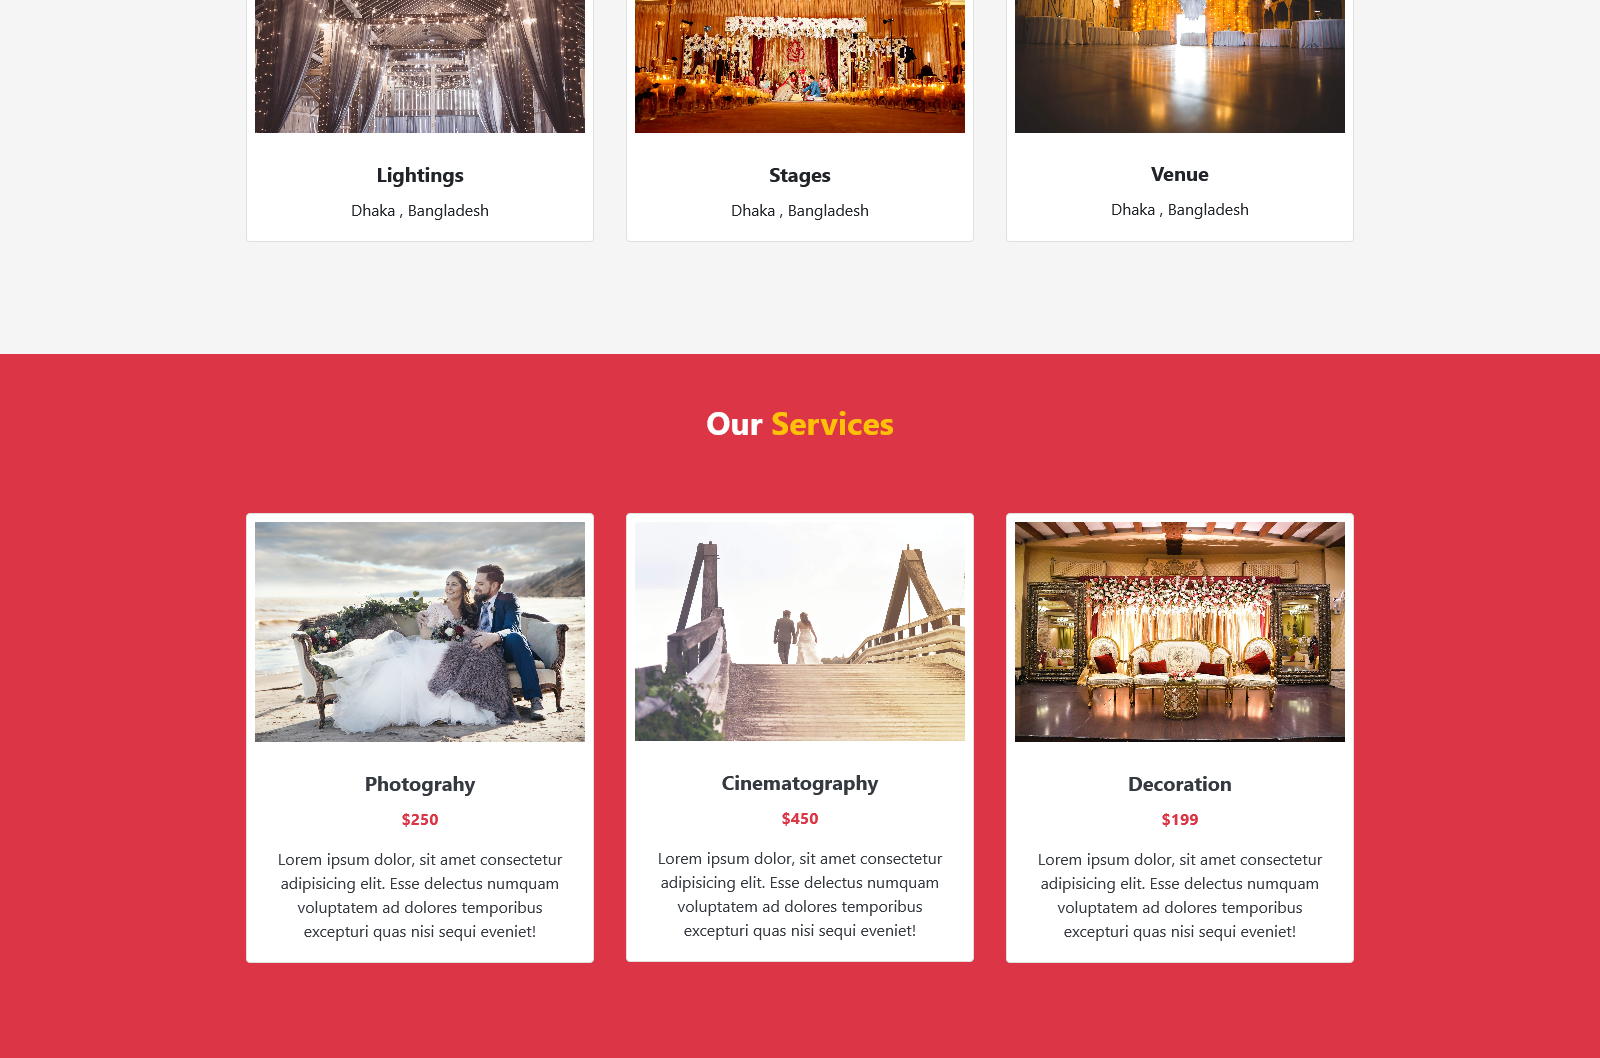 Lightings
Dhaka , Bangladesh
Stages
Dhaka , Bangladesh
Venue
Dhaka , Bangladesh
Our Services
Photograhy
$250
Lorem ipsum dolor, sit amet consectetur
adipisicing elit. Esse delectus numquam
voluptatem ad dolores temporibus
excepturi quas nisi sequi eveniet!
Cinematography
$450
Lorem ipsum dolor, sit amet consectetur
adipisicing elit. Esse delectus numquam
voluptatem ad dolores temporibus
excepturi quas nisi sequi eveniet!
Decoration
$199
Lorem ipsum dolor, sit amet consectetur
adipisicing elit. Esse delectus numquam
voluptatem ad dolores temporibus
excepturi quas nisi sequi eveniet!